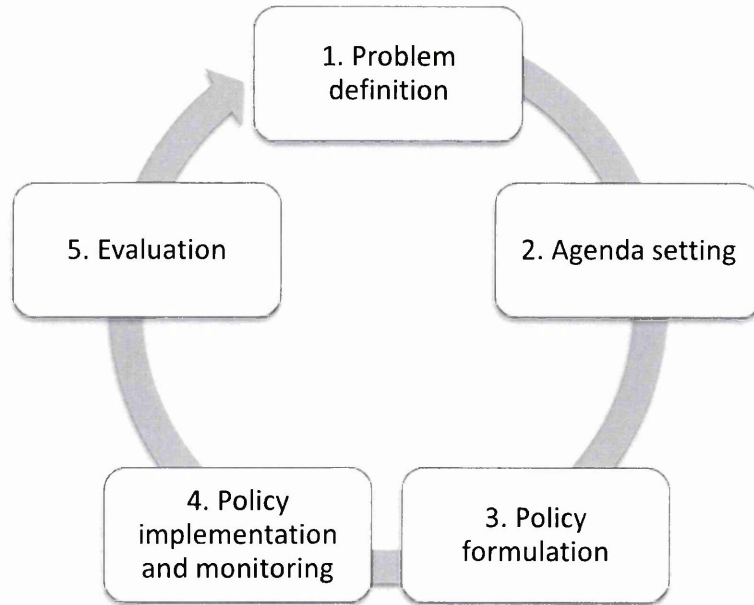 1. Problem
definition
2. Agenda setting
3. Policy
formulation
4. Policy
implementation
and monitoring
5. Evaluation